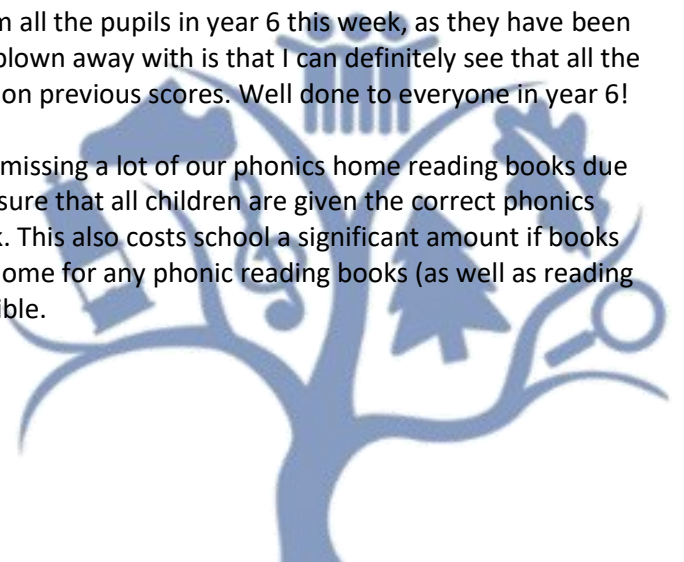 m all the pupils in year 6 this week, as they have been
blown away with is that I can definitely see that all the
on previous scores. Well done to everyone in year 6!
missing a lot of our phonics home reading books due
sure that all children are given the correct phonics
k. This also costs school a significant amount if books
ome for any phonic reading books (as well as reading
ible.